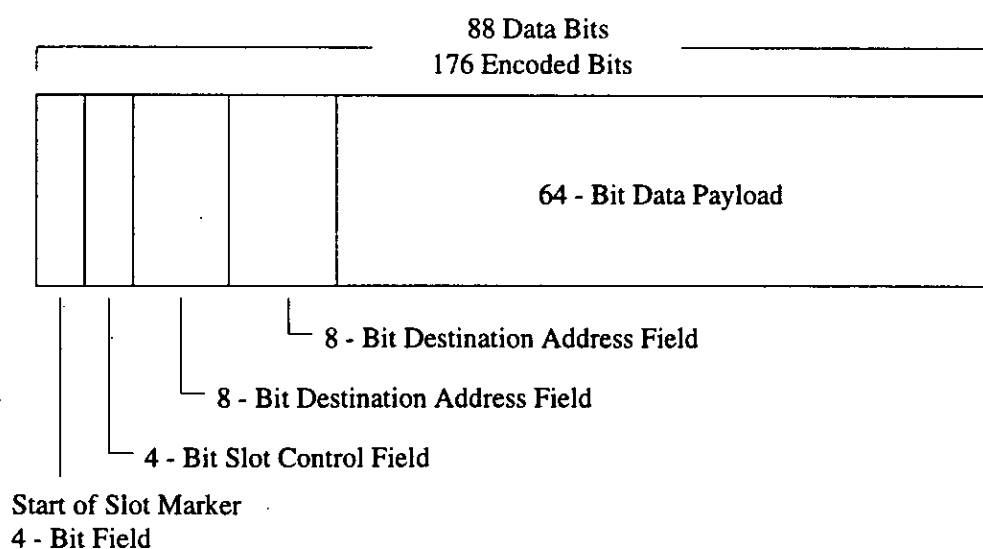 88 Data Bits
176 Encoded Bits
64 - Bit Data Payload
8 - Bit Destination Address Field
8 - Bit Destination Address Field
4 - Bit Slot Control Field
Start of Slot Marker
4 - Bit Field